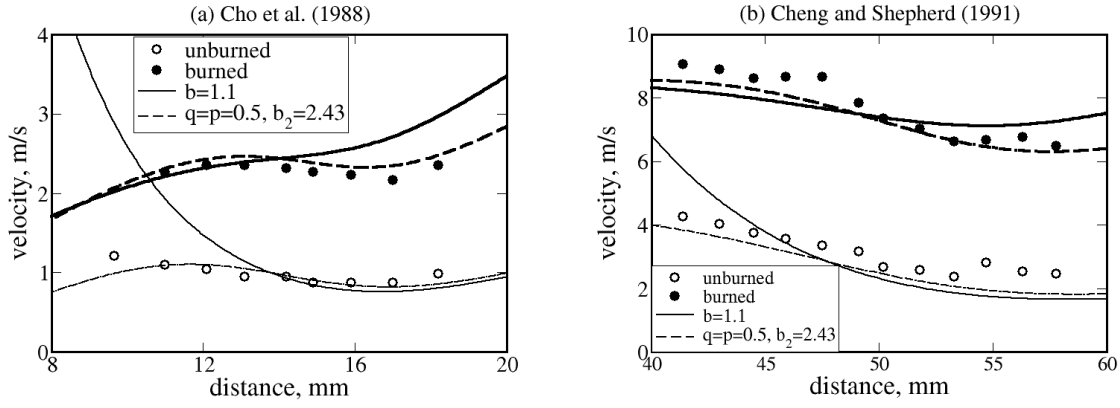 (a) Cho et al. (1988)
4
3
2
1
0
velocity, m/s
unburned
burned
b=1.1
q=p=0.5, b2=2.43
8
12
16
20
distance, mm
(b) Cheng and Shepherd (1991)
10
8
6
4
2
0
velocity, m/s
unburned
burned
b=1.1
q=p=0.5, b2=2.43
40
45
50
55
60
distance, mm